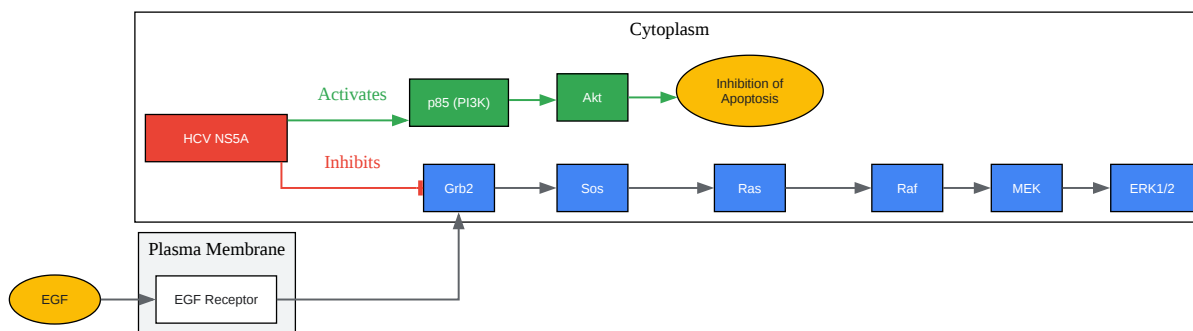 Cytoplasm
Activates
p85 (PI3K)
Akt
Inhibition of
Apoptosis
HCV NS5A
Inhibits
Grb2
Sos
Ras
Raf
MEK
ERK1/2
Plasma Membrane
EGF
EGF Receptor